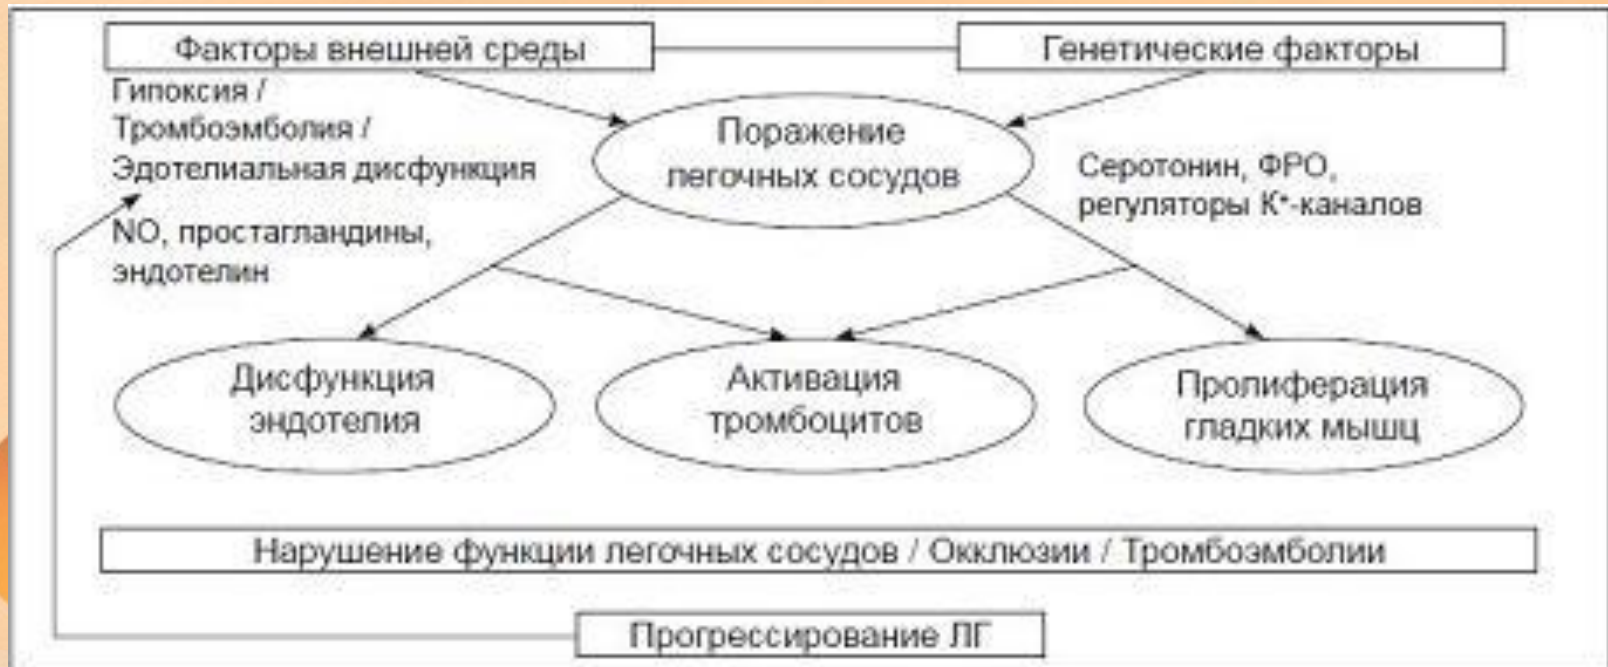 Факторы внешней среды
Генетические факторы
Гипоксия /
Тромбоэмболия /
Эдотелиальная дисфункция
Поражение
легочных сосудов
Серотонин, ФРО,
регуляторы К⁺-каналов
NO, простагландины,
эндотелин
Дисфункция
эндотелия
Активация
тромбоцитов
Пролиферация
гладких мышц
Нарушение функции легочных сосудов / Окклюзии / Тромбоэмболии
Прогрессирование ЛГ